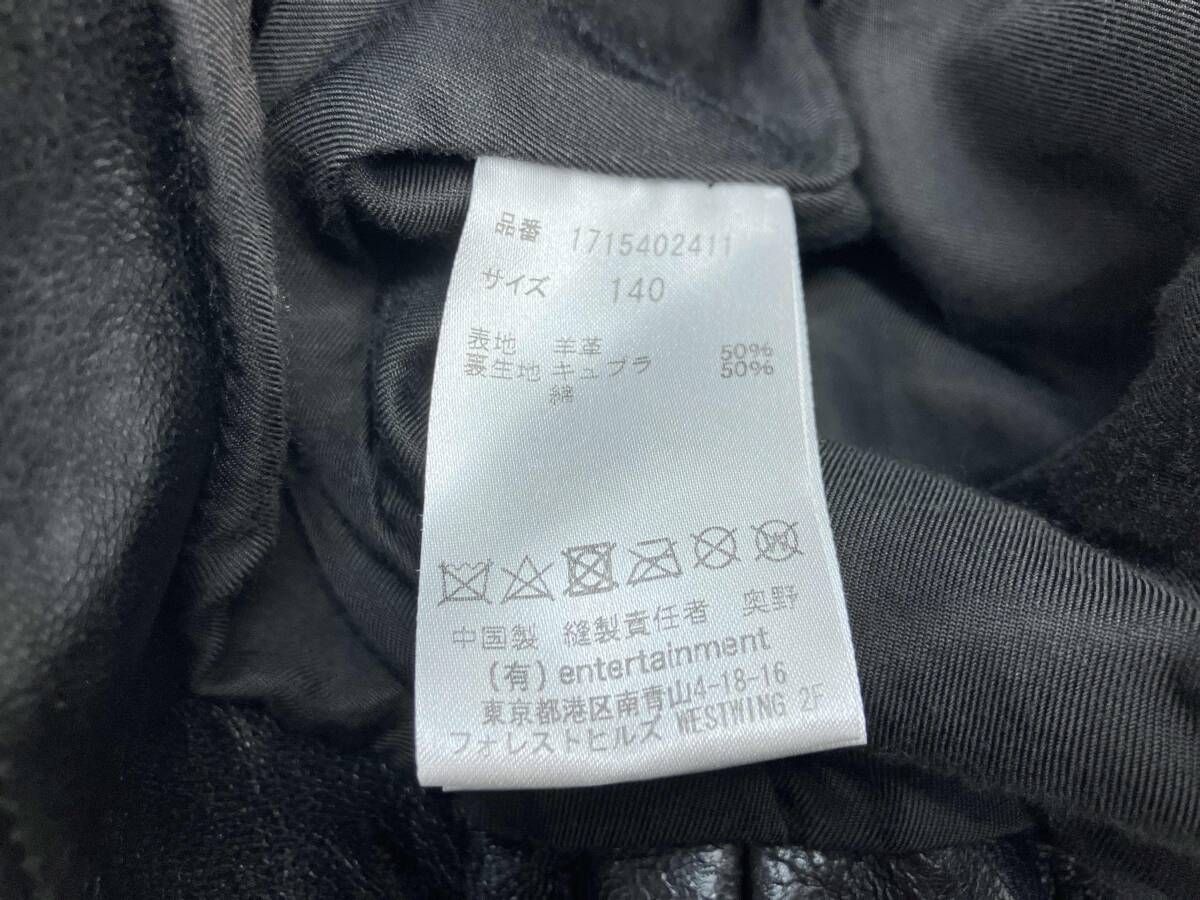 品番 1715402411
サイズ 140
表地 羊革 50%
裏生地 キュプラ 50%
綿
中国製 縫製責任者 奥野
(有) entertainment
東京都港区南青山4-18-16
フォレストヒルズ WESTWING 2F